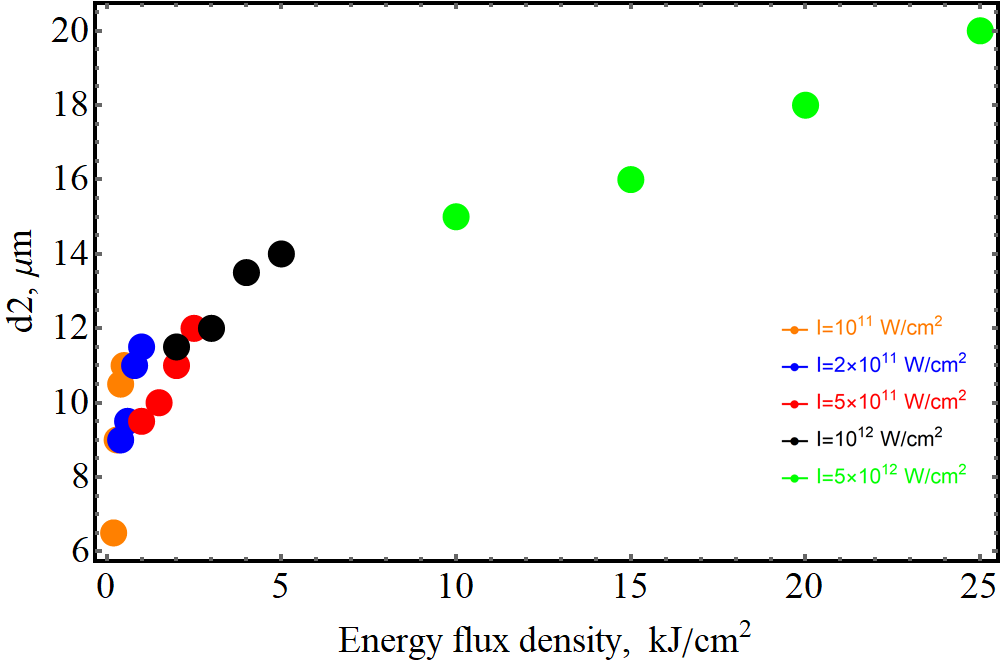 20
18
16
14
12
10
8
6
d2, μm
I=10¹¹ W/cm²
I=2×10¹¹ W/cm²
I=5×10¹¹ W/cm²
I=10¹² W/cm²
I=5×10¹² W/cm²
0 5 10 15 20 25
Energy flux density, kJ/cm²